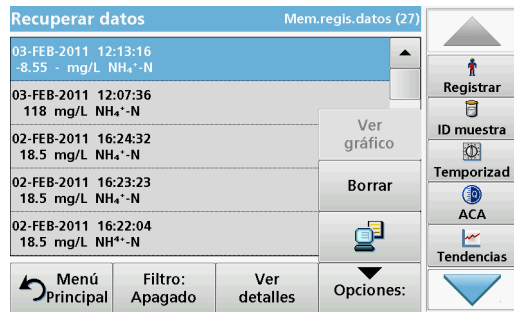 Recuperar datos
Mem.regis.datos (27)
03-FEB-2011 12:13:16
-8.55 - mg/L NH₄⁺-N
03-FEB-2011 12:07:36
118 mg/L NH₄⁺-N
02-FEB-2011 16:24:32
18.5 mg/L NH₄⁺-N
02-FEB-2011 16:23:23
18.5 mg/L NH₄⁺-N
02-FEB-2011 16:22:04
18.5 mg/L NH⁴⁺-N
Ver
gráfico
Borrar
Menú
Principal
Filtro:
Apagado
Ver
detalles
Opciones:
Registrar
ID muestra
Temporizad
ACA
Tendencias